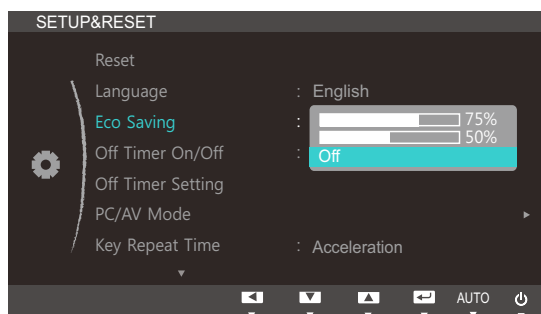 SETUP&RESET
Reset
Language : English
Eco Saving : 75%
50%
Off Timer On/Off : Off
Off Timer Setting
PC/AV Mode
Key Repeat Time : Acceleration
AUTO